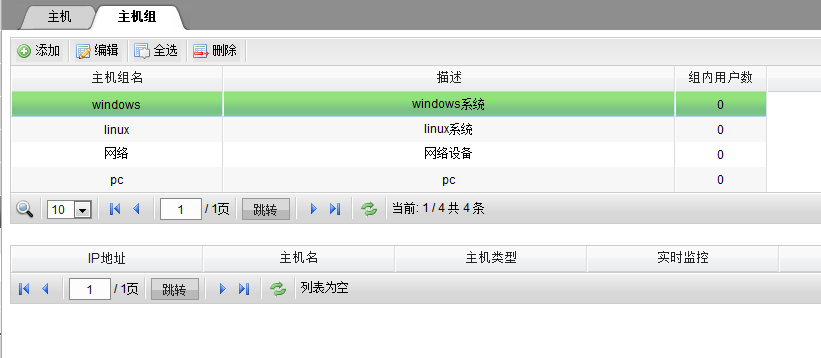 主机 主机组
添加 编辑 全选 删除
主机组名 描述 组内用户数
windows windows系统 0
linux linux系统 0
网络 网络设备 0
pc pc 0
10 1 / 1页 跳转 当前: 1 / 4 共 4 条
IP地址 主机名 主机类型 实时监控
1 / 1页 跳转 列表为空